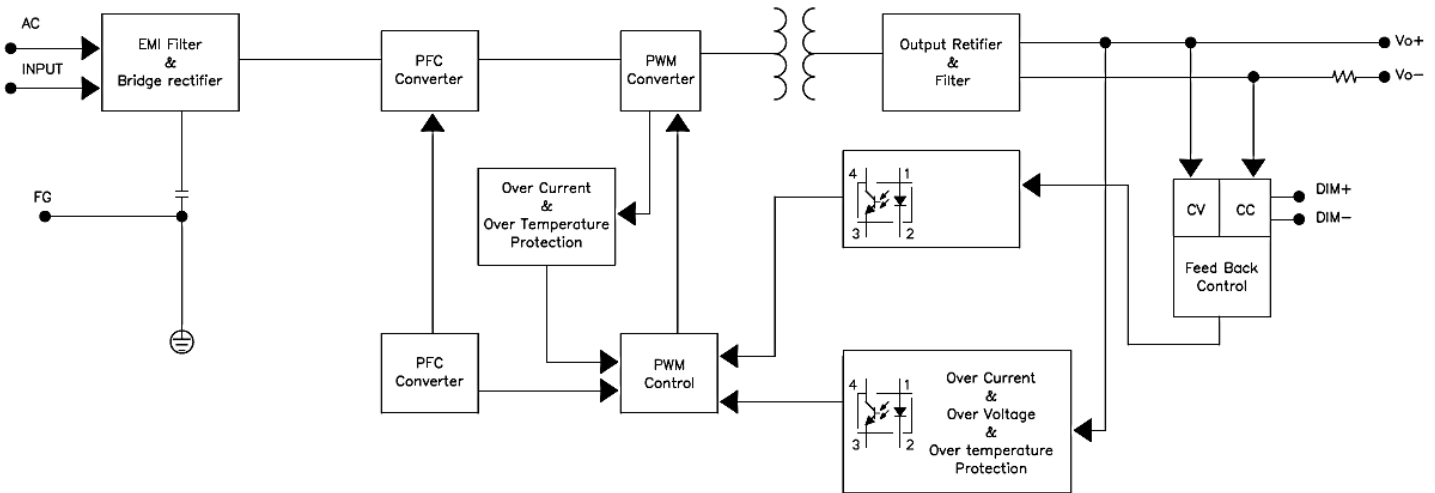 AC
INPUT
EMI Filter
&
Bridge rectifier
PFC
Converter
PWM
Converter
Output Retifier
&
Filter
Vo+
Vo-
FG
Over Current
&
Over Temperature
Protection
4
1
3
2
CV
CC
DIM+
DIM-
Feed Back
Control
PFC
Converter
PWM
Control
4
1
3
2
Over Current
&
Over Voltage
&
Over temperature
Protection